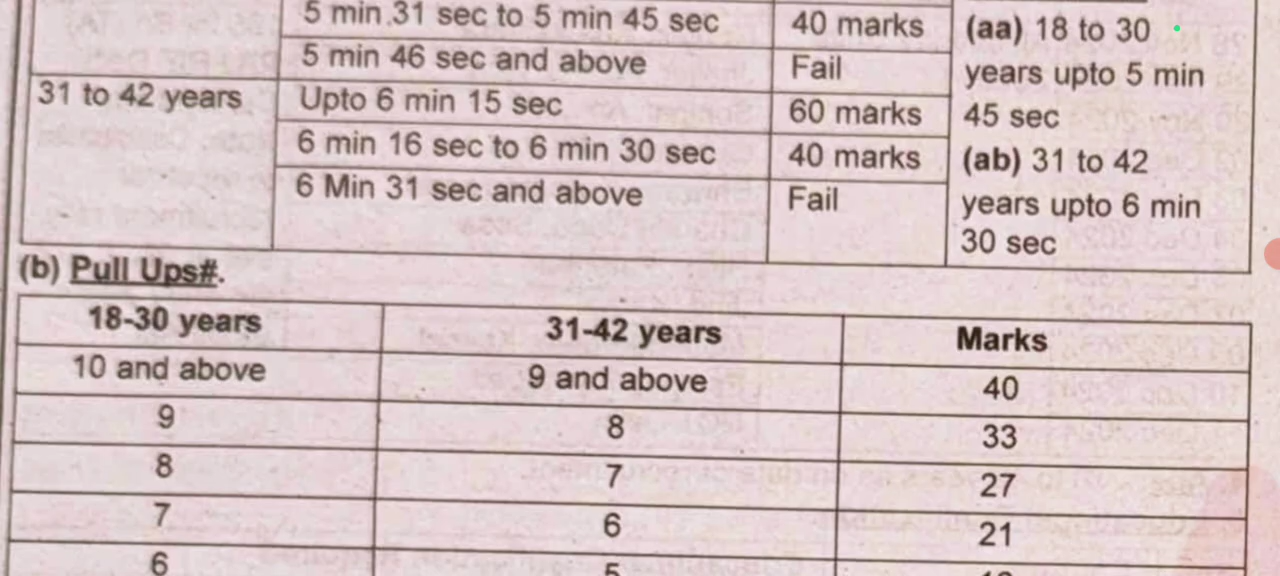 5 min 31 sec to 5 min 45 sec 40 marks (aa) 18 to 30
5 min 46 sec and above Fail years upto 5 min
31 to 42 years Upto 6 min 15 sec 60 marks 45 sec
6 min 16 sec to 6 min 30 sec 40 marks (ab) 31 to 42
6 Min 31 sec and above Fail years upto 6 min
30 sec
(b) Pull Ups#.
18-30 years 31-42 years Marks
10 and above 9 and above 40
9 8 33
8 7 27
7 6 21
6 5